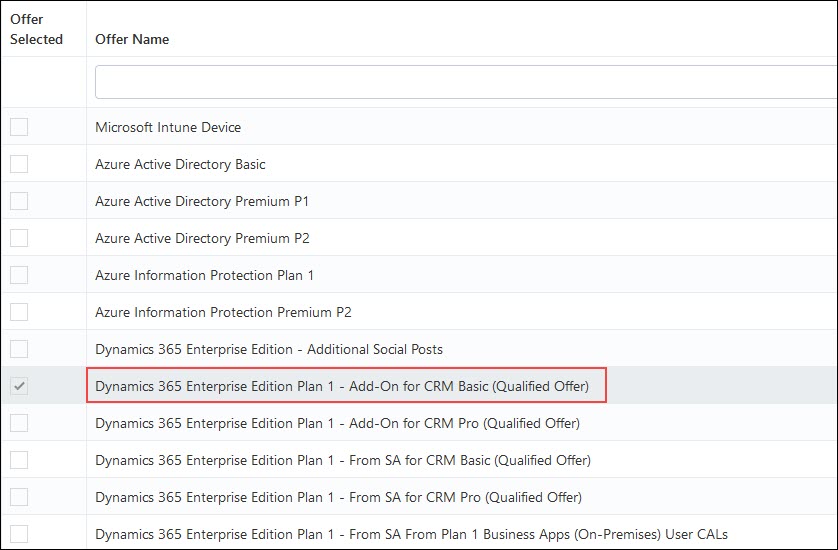 Offer
Selected
Offer Name
Microsoft Intune Device
Azure Active Directory Basic
Azure Active Directory Premium P1
Azure Active Directory Premium P2
Azure Information Protection Plan 1
Azure Information Protection Premium P2
Dynamics 365 Enterprise Edition - Additional Social Posts
Dynamics 365 Enterprise Edition Plan 1 - Add-On for CRM Basic (Qualified Offer)
Dynamics 365 Enterprise Edition Plan 1 - Add-On for CRM Pro (Qualified Offer)
Dynamics 365 Enterprise Edition Plan 1 - From SA for CRM Basic (Qualified Offer)
Dynamics 365 Enterprise Edition Plan 1 - From SA for CRM Pro (Qualified Offer)
Dynamics 365 Enterprise Edition Plan 1 - From SA From Plan 1 Business Apps (On-Premises) User CALs